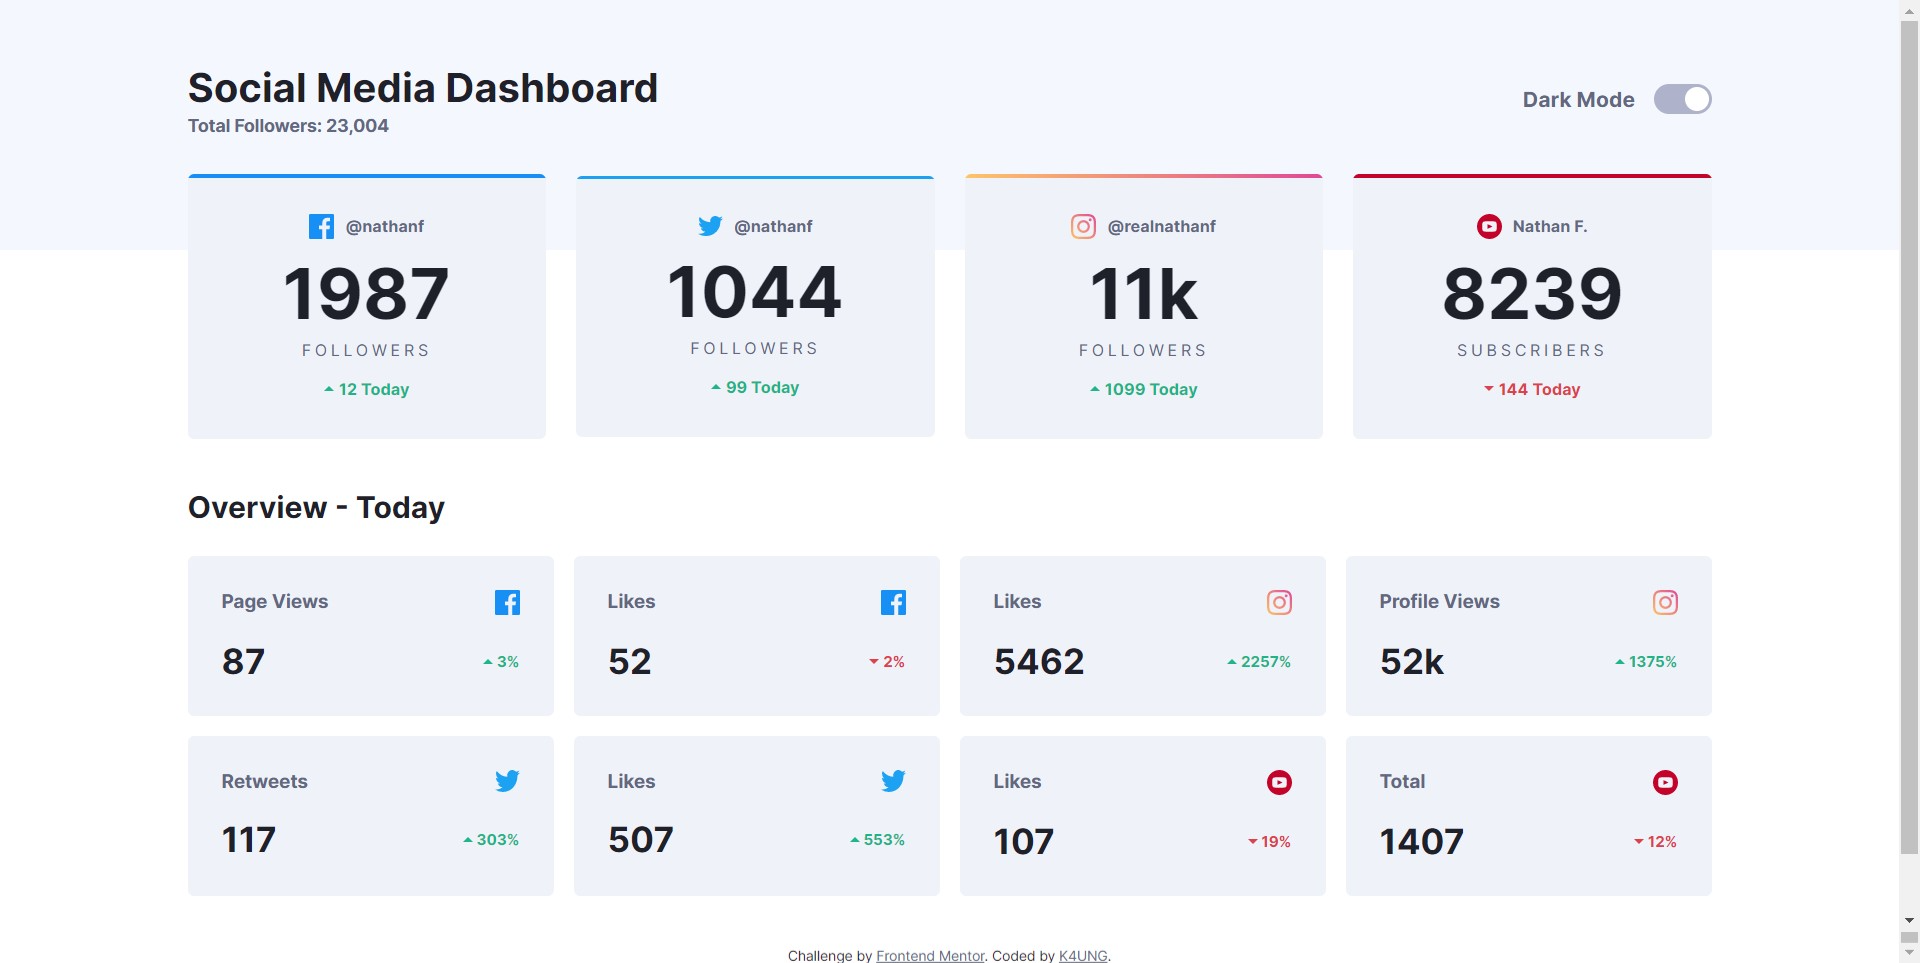 Social Media Dashboard
Total Followers: 23,004
Dark Mode
@nathanf
1987
FOLLOWERS
12 Today
@nathanf
1044
FOLLOWERS
99 Today
@realnathanf
11k
FOLLOWERS
1099 Today
Nathan F.
8239
SUBSCRIBERS
144 Today
Overview - Today
Page Views
87
3%
Likes
52
2%
Likes
5462
2257%
Profile Views
52k
1375%
Retweets
117
303%
Likes
507
553%
Likes
107
19%
Total
1407
12%
Challenge by Frontend Mentor. Coded by K4UNG.